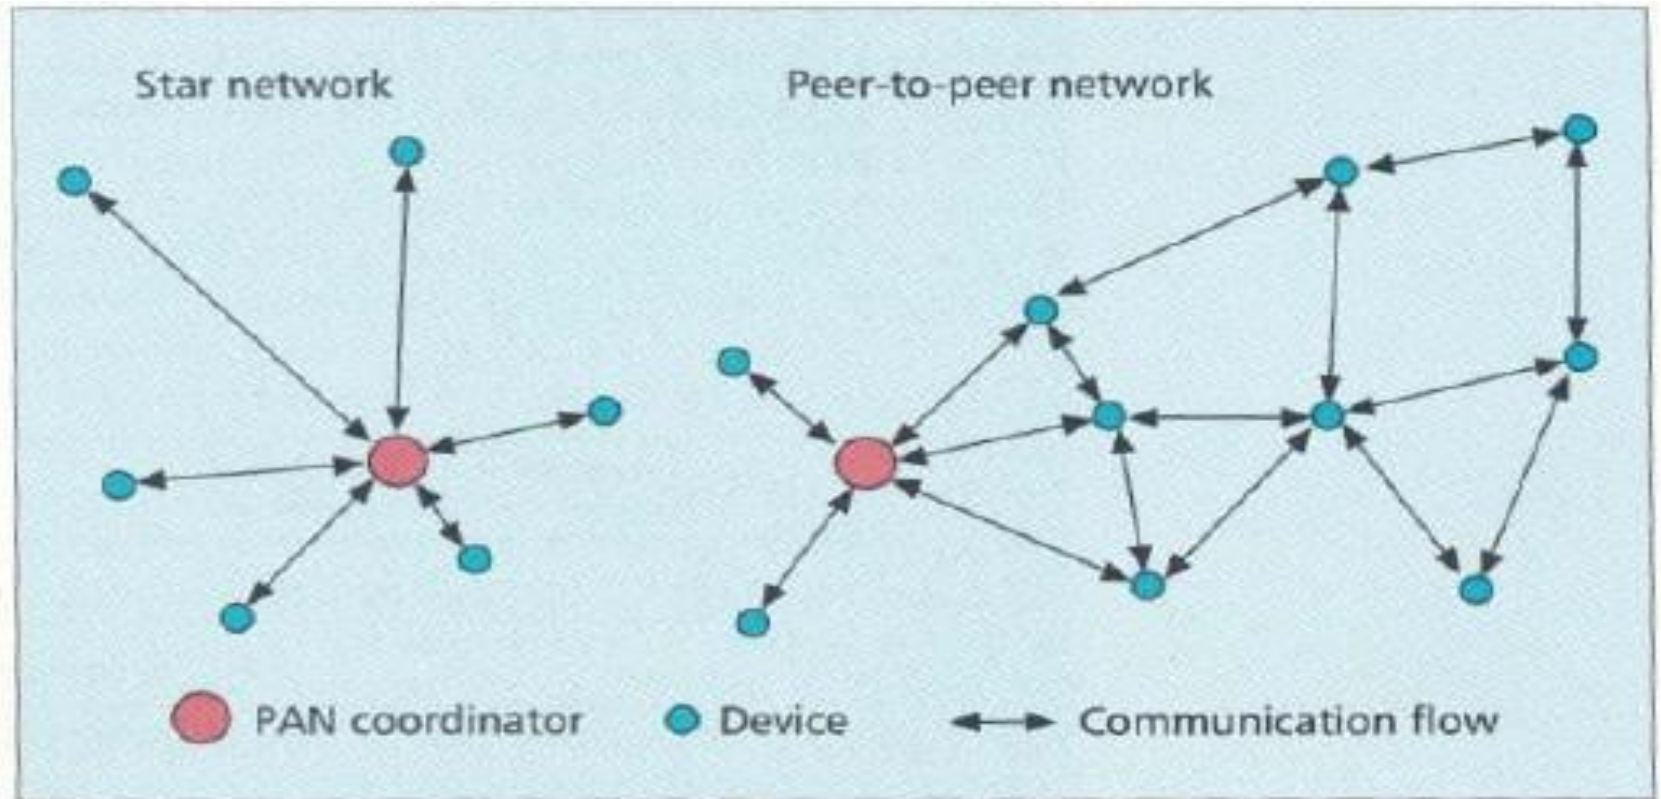 Star network
Peer-to-peer network
PAN coordinator
Device
Communication flow